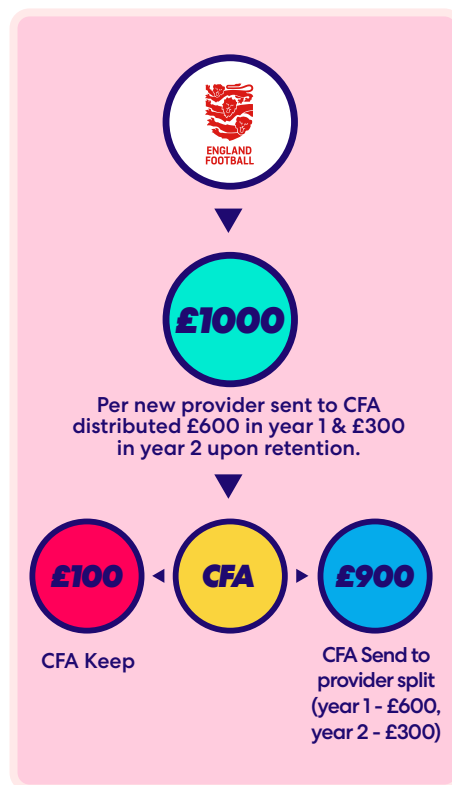 ENGLAND
FOOTBALL
£1000
Per new provider sent to CFA
distributed £600 in year 1 & £300
in year 2 upon retention.
£100
CFA
£900
CFA Keep
CFA Send to
provider split
(year 1 - £600,
year 2 - £300)